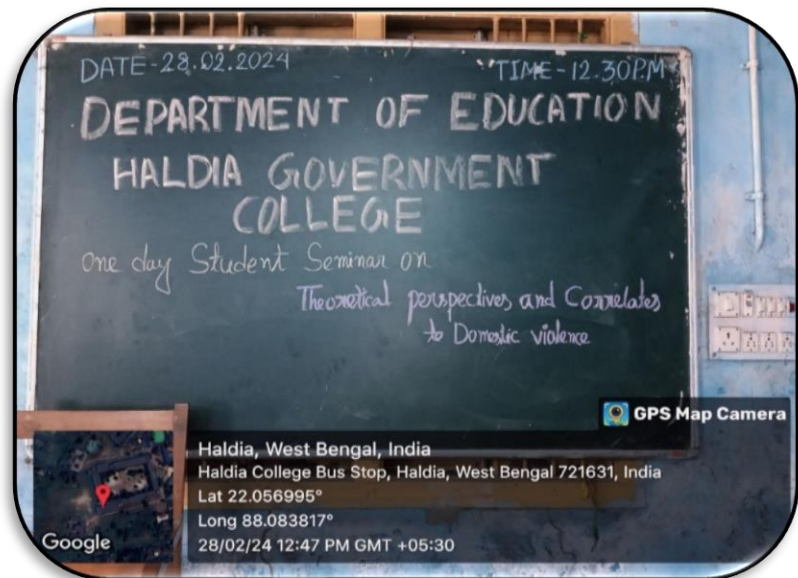 DATE-28.02.2024 TIME-12.30P.M
DEPARTMENT OF EDUCATION
HALDIA GOVERNMENT
COLLEGE
one day Student Seminar on
Theoretical perspectives and Correlates
to Domestic violence
GPS Map Camera
Haldia, West Bengal, India
Haldia College Bus Stop, Haldia, West Bengal 721631, India
Lat 22.056995°
Long 88.083817°
28/02/24 12:47 PM GMT +05:30
Google